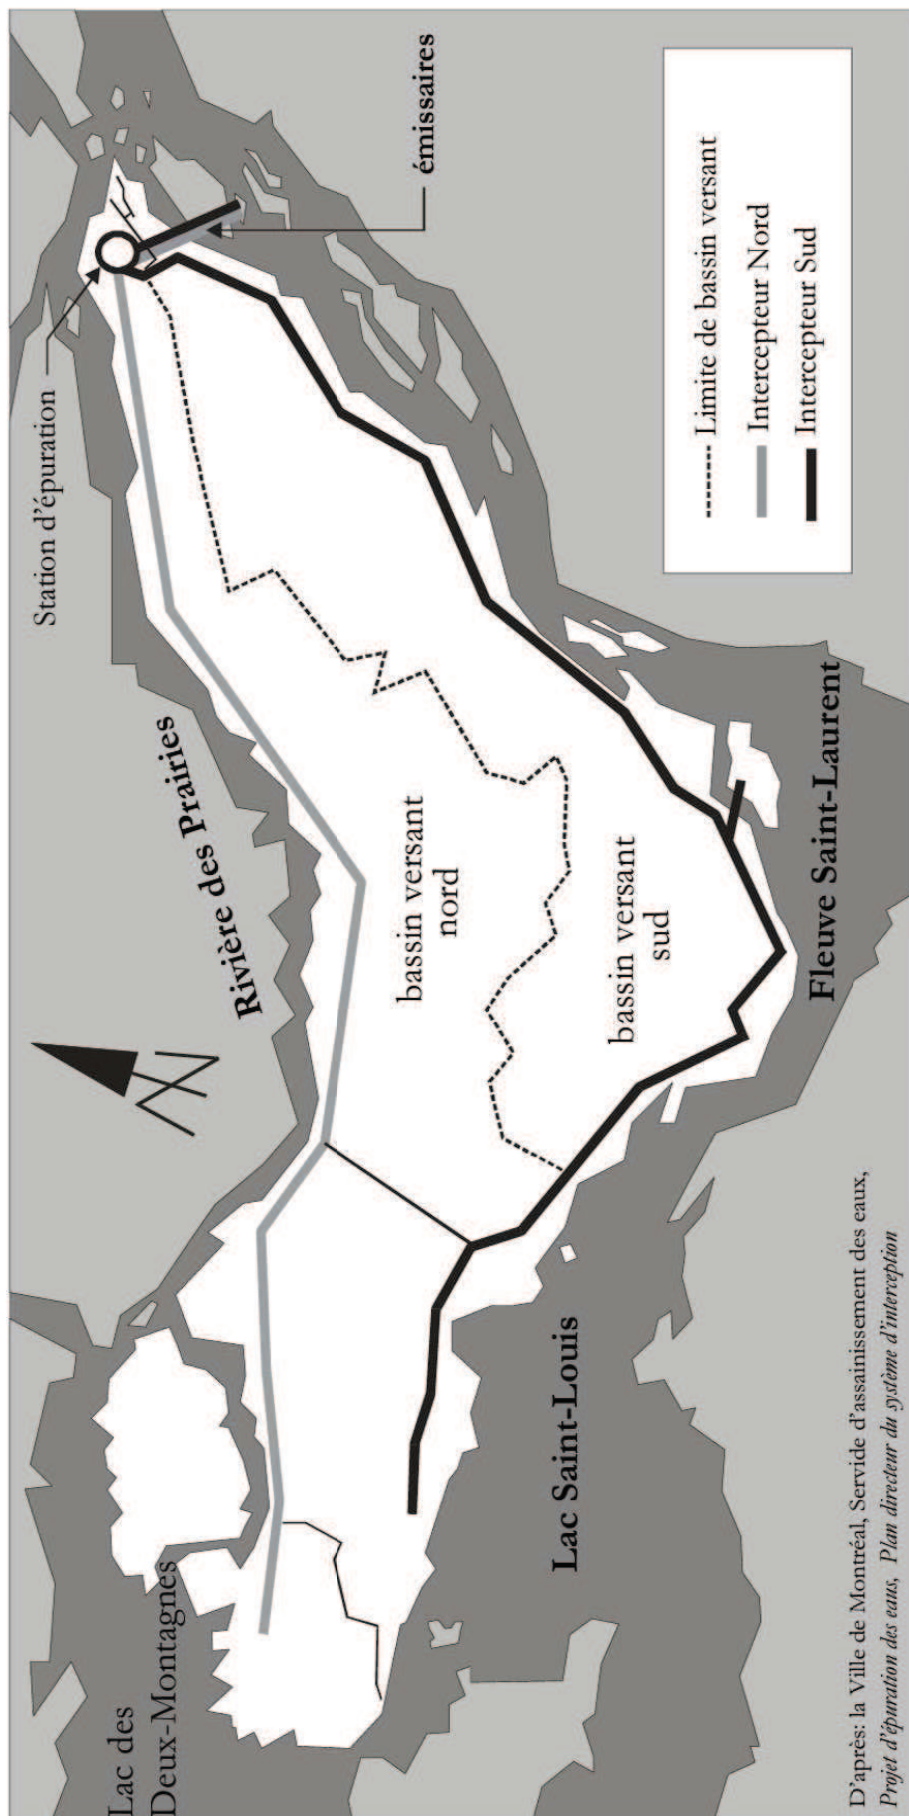 Lac des
Deux-Montagnes
Rivière des Prairies
Station d'épuration
émissaires
bassin versant
nord
bassin versant
sud
Lac Saint-Louis
Fleuve Saint-Laurent
Limite de bassin versant
Intercepteur Nord
Intercepteur Sud
D'après: la Ville de Montréal, Servide d'assainissement des eaux,
Projet d'épuration des eaus, Plan directeur du système d'interception